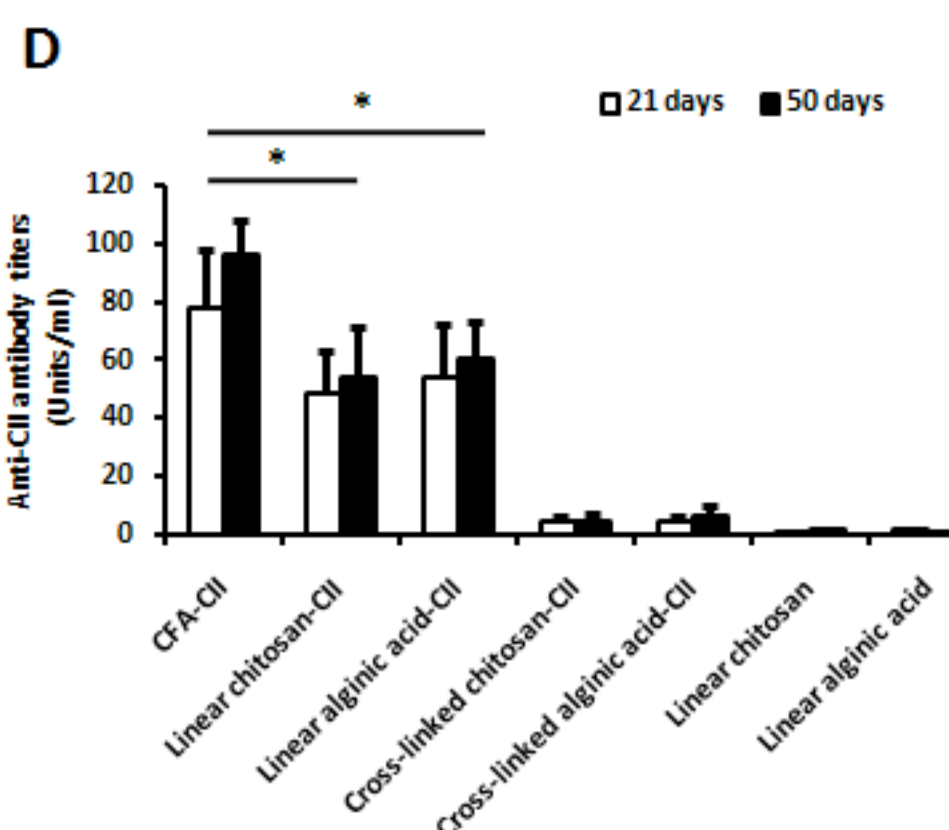 D
*
*
21 days
50 days
120
100
80
60
40
20
0
Anti-CII antibody titers
(Units/ml)
CFA-CII
Linear chitosan-CII
Linear alginic acid-CII
Cross-linked chitosan-CII
Cross-linked alginic acid-CII
Linear chitosan
Linear alginic acid